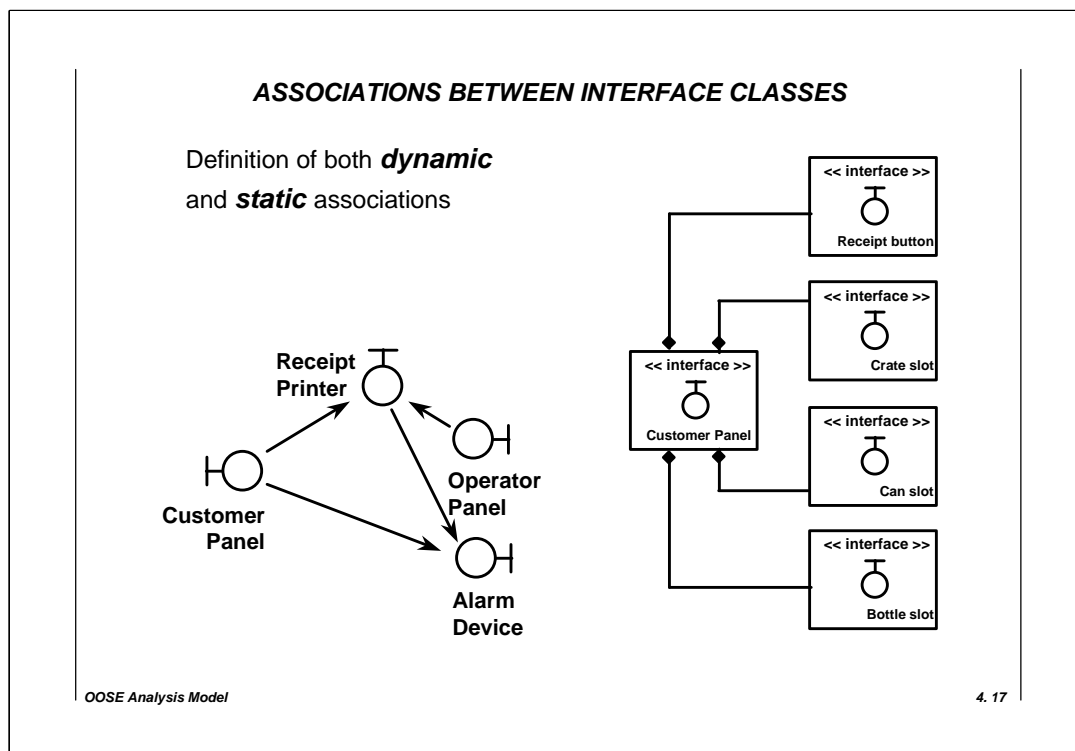 ASSOCIATIONS BETWEEN INTERFACE CLASSES
Definition of both dynamic
and static associations
Receipt
Printer
Operator
Panel
Customer
Panel
Alarm
Device
<< interface >>
Receipt button
<< interface >>
Crate slot
<< interface >>
Customer Panel
<< interface >>
Can slot
<< interface >>
Bottle slot
OOSE Analysis Model
4. 17